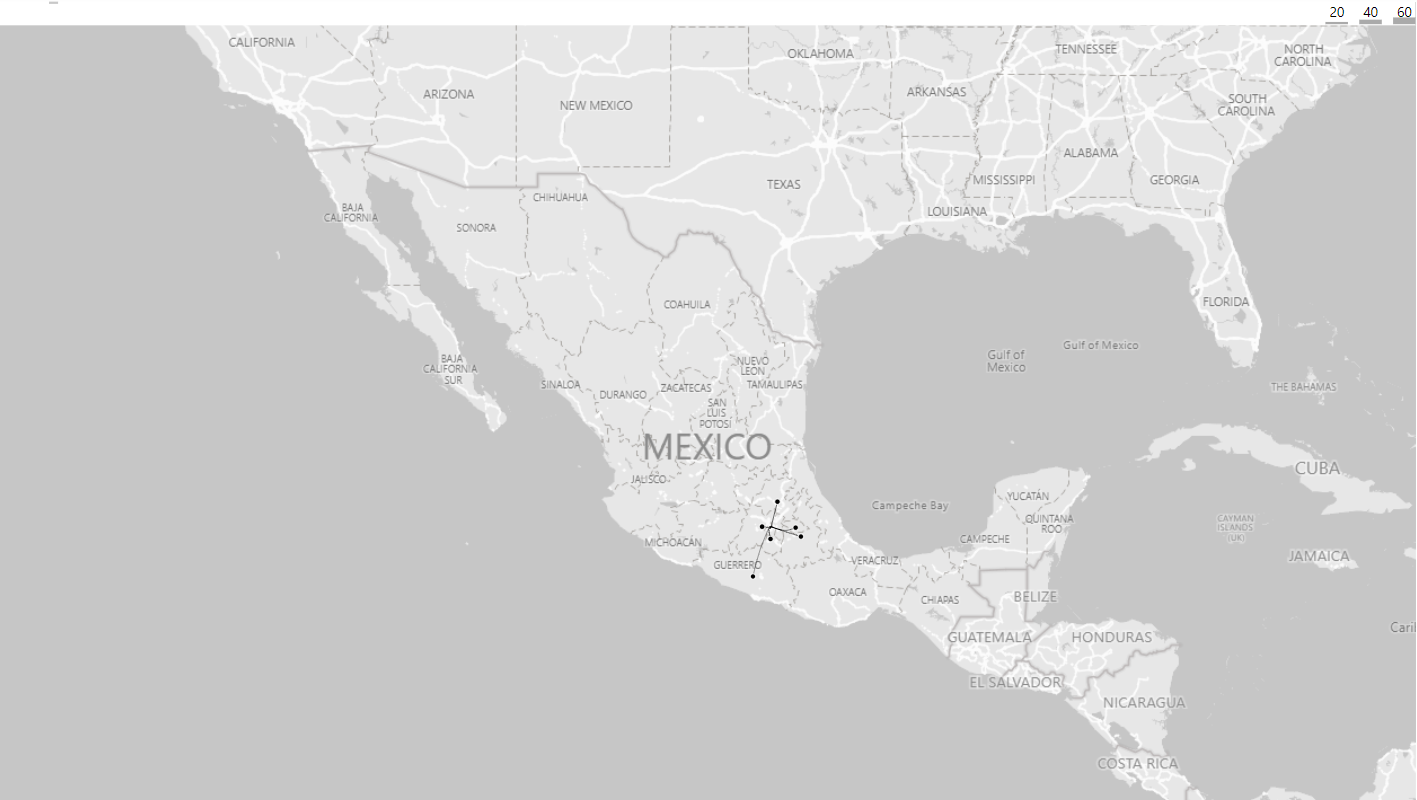 20 40 60
CALIFORNIA
OKLAHOMA
TENNESSEE
NORTH
CAROLINA
ARIZONA
NEW MEXICO
ARKANSAS
SOUTH
CAROLINA
ALABAMA
TEXAS
MISSISSIPPI
GEORGIA
CHIHUAHUA
BAJA
CALIFORNIA
LOUISIANA
SONORA
COAHUILA
FLORIDA
Gulf of Mexico
Gulf of
Mexico
BAJA
CALIFORNIA
SUR
NUEVO
LEON
SINALOA
DURANGO
ZACATECAS
TAMAULIPAS
THE BAHAMAS
SAN
LUIS
POTOSÍ
MEXICO
CUBA
JALISCO
YUCATÁN
Campeche Bay
QUINTANA
ROO
CAYMAN
ISLANDS
(UK)
MICHOACÁN
CAMPECHE
JAMAICA
GUERRERO
VERACRUZ
OAXACA
CHIAPAS
BELIZE
Cari
GUATEMALA
HONDURAS
EL SALVADOR
NICARAGUA
COSTA RICA